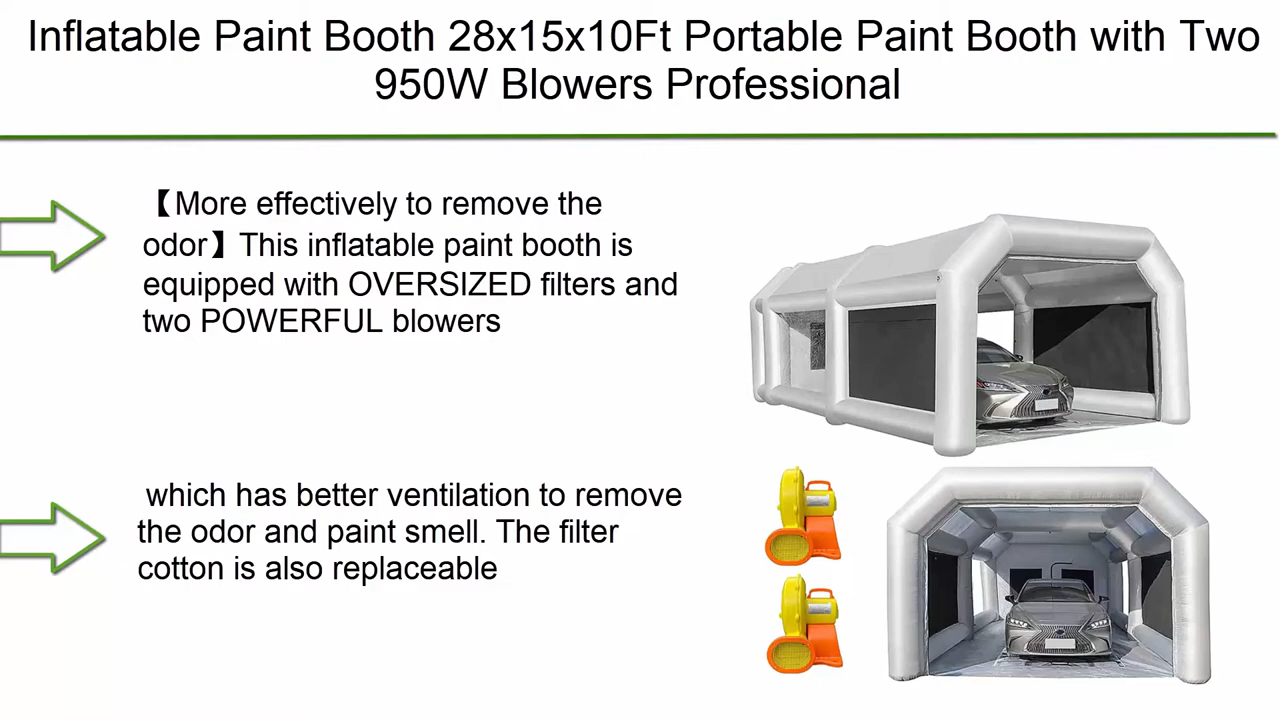 Inflatable Paint Booth 28x15x10Ft Portable Paint Booth with Two
950W Blowers Professional
【More effectively to remove the
odor】This inflatable paint booth is
equipped with OVERSIZED filters and
two POWERFUL blowers
which has better ventilation to remove
the odor and paint smell. The filter
cotton is also replaceable